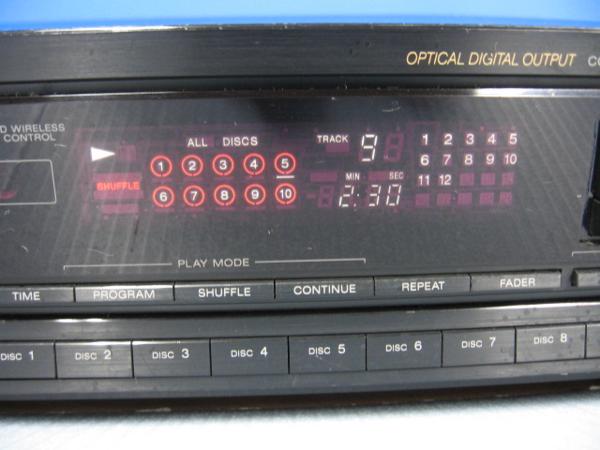 OPTICAL DIGITAL OUTPUT
D WIRELESS
CONTROL
ALL DISCS
TRACK 9
1 2 3 4 5
1 2 3 4 5
6 7 8 9 10
SHUFFLE
MIN SEC
6 7 8 9 10
2:30
11 12
PLAY MODE
TIME PROGRAM SHUFFLE CONTINUE REPEAT FADER
DISC 1 DISC 2 DISC 3 DISC 4 DISC 5 DISC 6 DISC 7 DISC 8